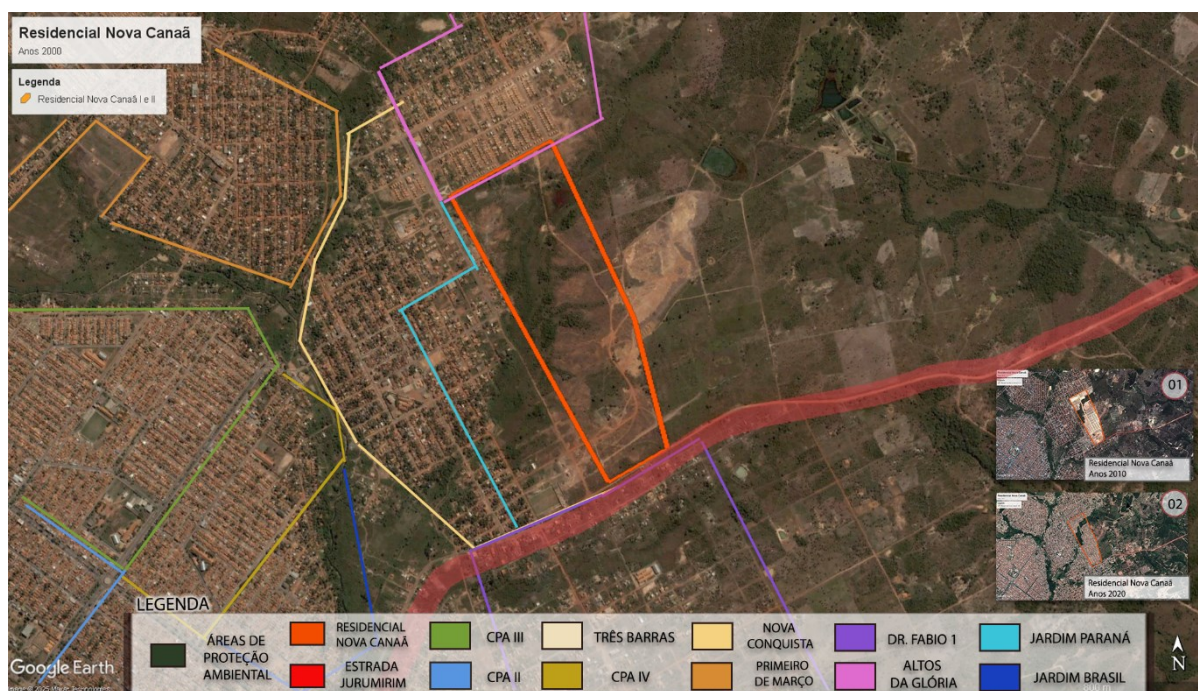 Residencial Nova Canaã
Anos 2000
Legenda
Residencial Nova Canaã I e II
01
Residencial Nova Canaã
Anos 2010
02
Residencial Nova Canaã
Anos 2020
LEGENDA
ÁREAS DE
PROTEÇÃO
AMBIENTAL
RESIDENCIAL
NOVA CANAÃ
ESTRADA
JURUMIRIM
CPA III
CPA II
TRÊS BARRAS
CPA IV
NOVA
CONQUISTA
PRIMEIRO
DE MARÇO
DR. FABIO 1
ALTOS
DA GLÓRIA
JARDIM PARANÁ
JARDIM BRASIL
N
Google Earth